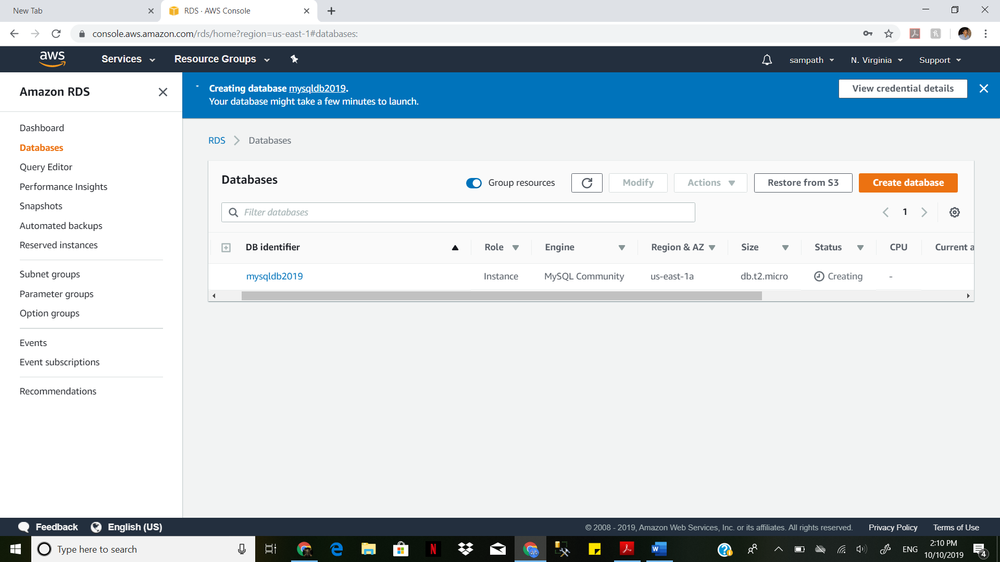 New Tab
RDS · AWS Console
console.aws.amazon.com/rds/home?region=us-east-1#databases:
aws
Services
Resource Groups
sampath
N. Virginia
Support
Amazon RDS
Dashboard
Databases
Query Editor
Performance Insights
Snapshots
Automated backups
Reserved instances
Subnet groups
Parameter groups
Option groups
Events
Event subscriptions
Recommendations
Creating database mysqldb2019.
Your database might take a few minutes to launch.
View credential details
RDS
Databases
Databases
Group resources
Modify
Actions
Restore from S3
Create database
Filter databases
1
DB identifier
Role
Engine
Region & AZ
Size
Status
CPU
Current a
mysqldb2019
Instance
MySQL Community
us-east-1a
db.t2.micro
Creating
-
Feedback
English (US)
© 2008 - 2019, Amazon Web Services, Inc. or its affiliates. All rights reserved.
Privacy Policy
Terms of Use
Type here to search
ENG
2:10 PM
10/10/2019
4